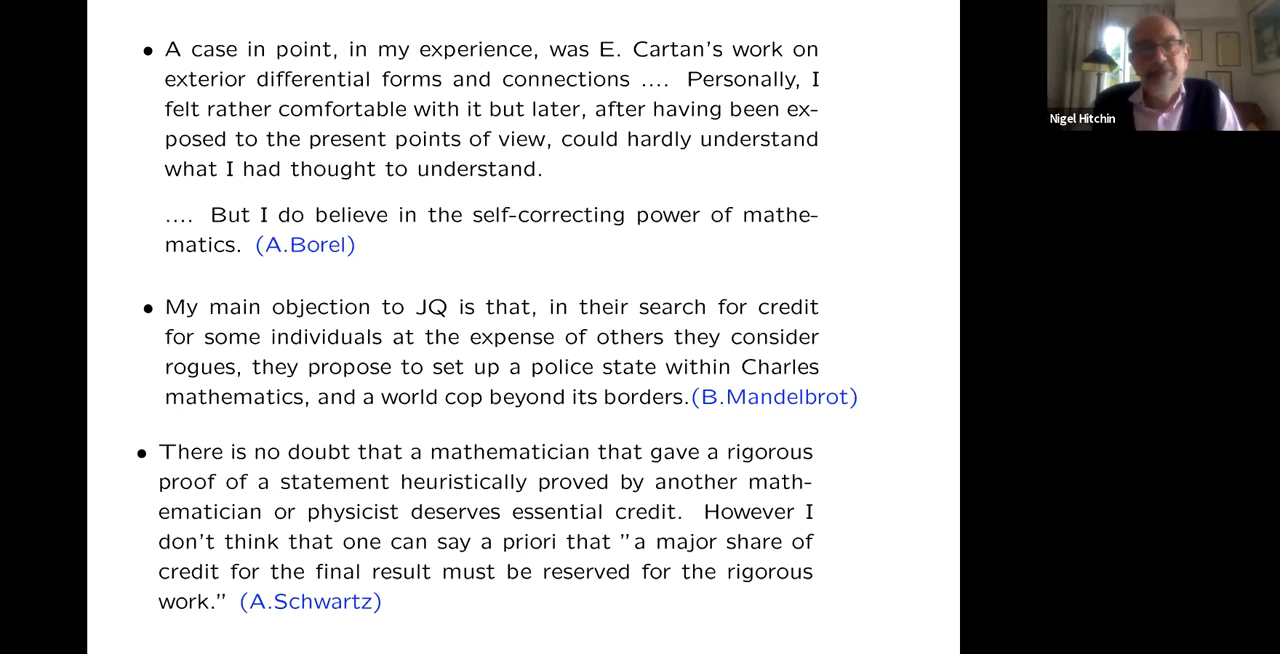 • A case in point, in my experience, was E. Cartan's work on
exterior differential forms and connections .... Personally, I
felt rather comfortable with it but later, after having been ex-
posed to the present points of view, could hardly understand
what I had thought to understand.
.... But I do believe in the self-correcting power of mathe-
matics. (A.Borel)
• My main objection to JQ is that, in their search for credit
for some individuals at the expense of others they consider
rogues, they propose to set up a police state within Charles
mathematics, and a world cop beyond its borders.(B.Mandelbrot)
• There is no doubt that a mathematician that gave a rigorous
proof of a statement heuristically proved by another math-
ematician or physicist deserves essential credit. However I
don't think that one can say a priori that "a major share of
credit for the final result must be reserved for the rigorous
work." (A.Schwartz)
Nigel Hitchin